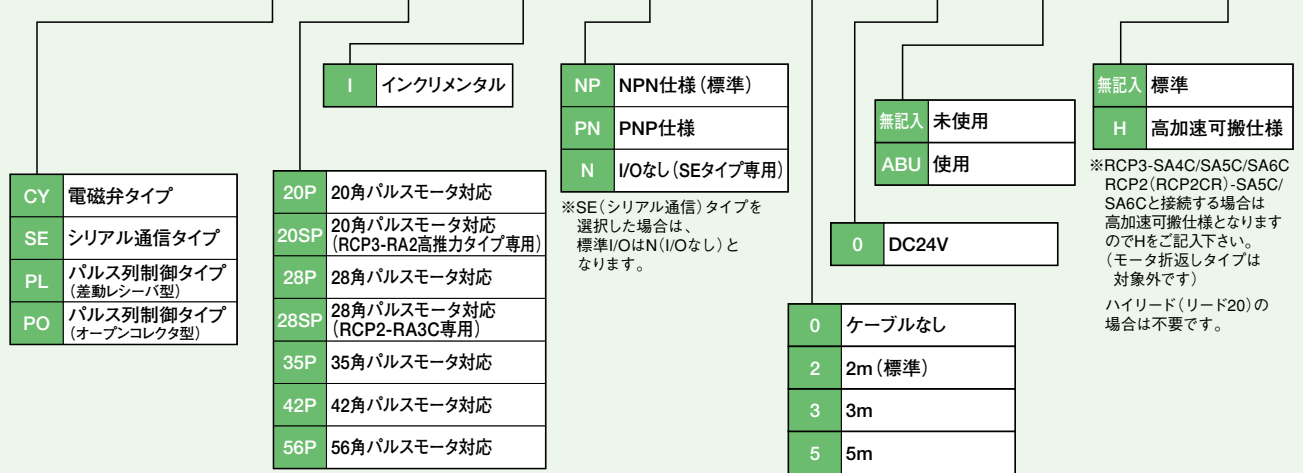 CY 電磁弁タイプ
SE シリアル通信タイプ
PL パルス列制御タイプ
(差動レシーバ型)
PO パルス列制御タイプ
(オープンコレクタ型)
I インクリメンタル
20P 20角パルスモータ対応
20SP 20角パルスモータ対応
(RCP3-RA2高推力タイプ専用)
28P 28角パルスモータ対応
28SP 28角パルスモータ対応
(RCP2-RA3C専用)
35P 35角パルスモータ対応
42P 42角パルスモータ対応
56P 56角パルスモータ対応
NP NPN仕様(標準)
PN PNP仕様
N I/Oなし(SEタイプ専用)
※SE(シリアル通信)タイプを
選択した場合は、
標準I/OはN(I/Oなし)と
なります。
0 ケーブルなし
2 2m(標準)
3 3m
5 5m
0 DC24V
無記入 未使用
ABU 使用
無記入 標準
H 高加速可搬仕様
※RCP3-SA4C/SA5C/SA6C
RCP2(RCP2CR)-SA5C/
SA6Cと接続する場合は
高加速可搬仕様となります
のでHをご記入下さい。
(モータ折返しタイプは
対象外です)
ハイリード(リード20)の
場合は不要です。